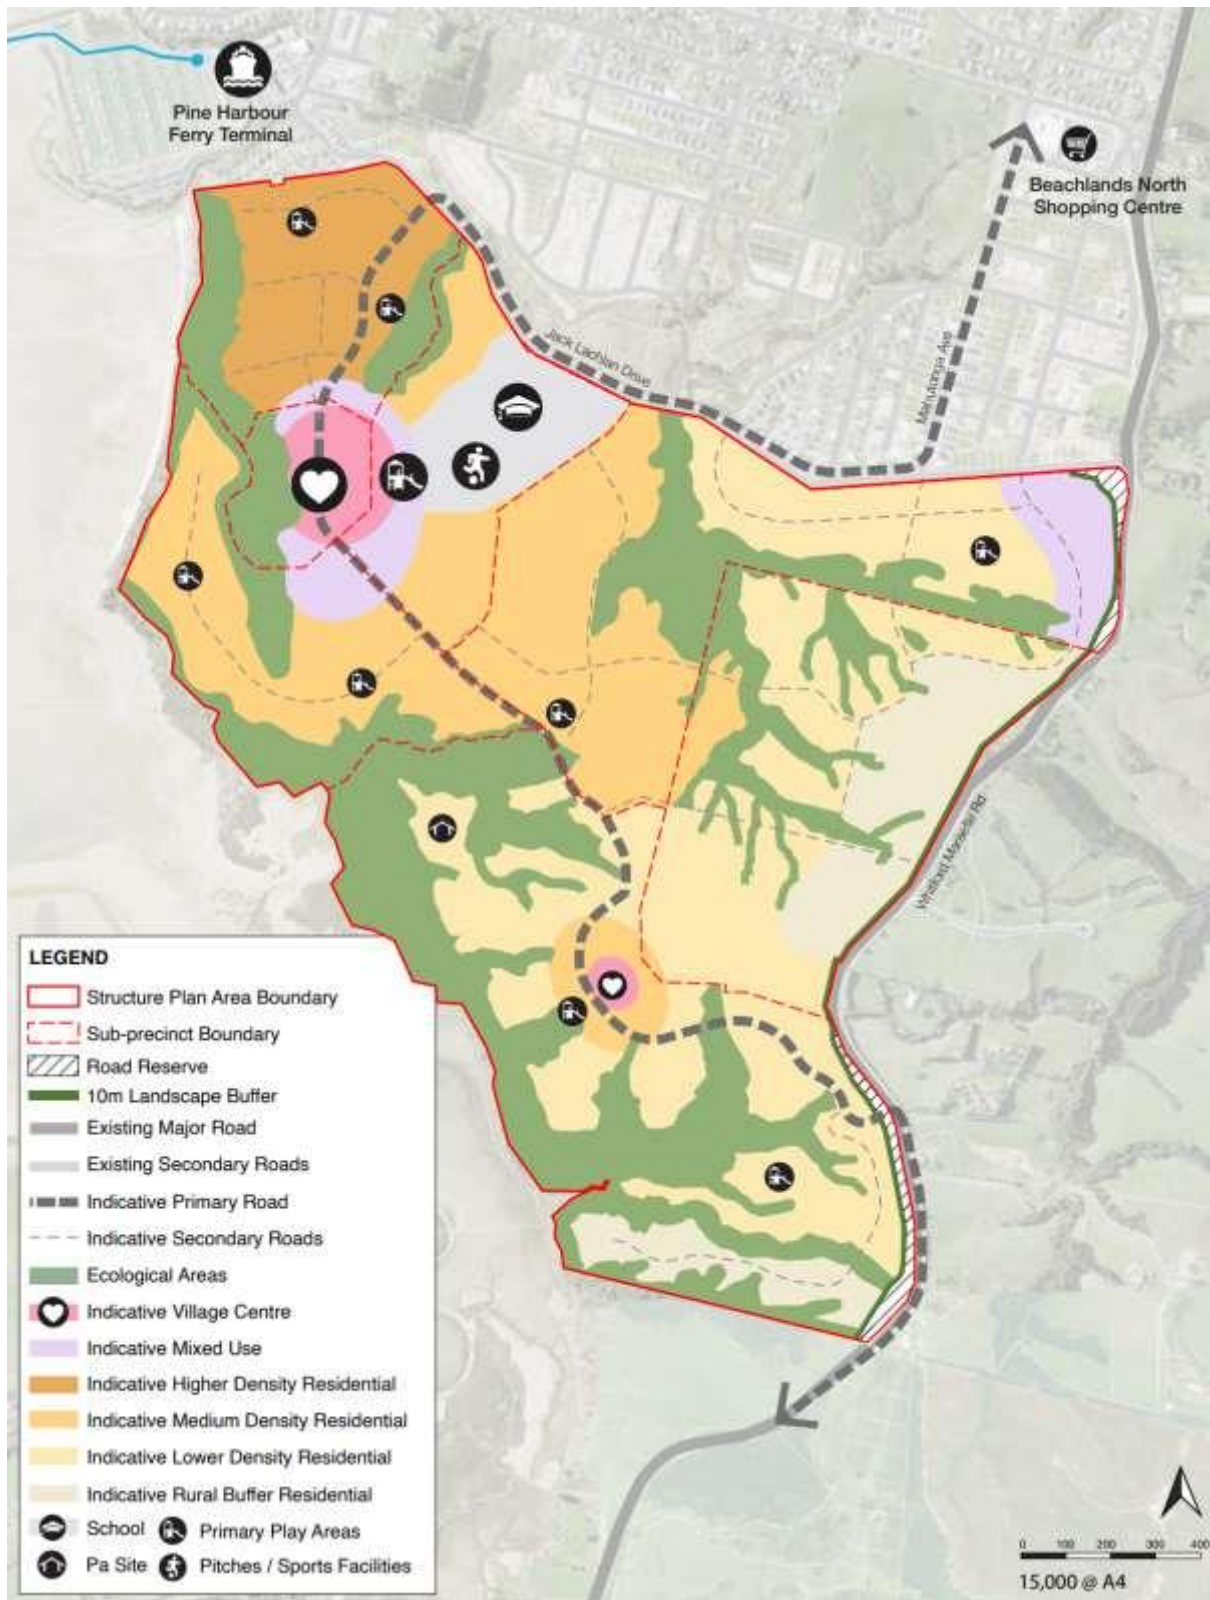 Pine Harbour
Ferry Terminal
Beachlands North
Shopping Centre
Jack Lachlan Drive
Mahutonga Ave
Whitford Maraetai Rd
LEGEND
Structure Plan Area Boundary
Sub-precinct Boundary
Road Reserve
10m Landscape Buffer
Existing Major Road
Existing Secondary Roads
Indicative Primary Road
Indicative Secondary Roads
Ecological Areas
Indicative Village Centre
Indicative Mixed Use
Indicative Higher Density Residential
Indicative Medium Density Residential
Indicative Lower Density Residential
Indicative Rural Buffer Residential
School Primary Play Areas
Pa Site Pitches / Sports Facilities
0 100 200 300 400
15,000 @ A4